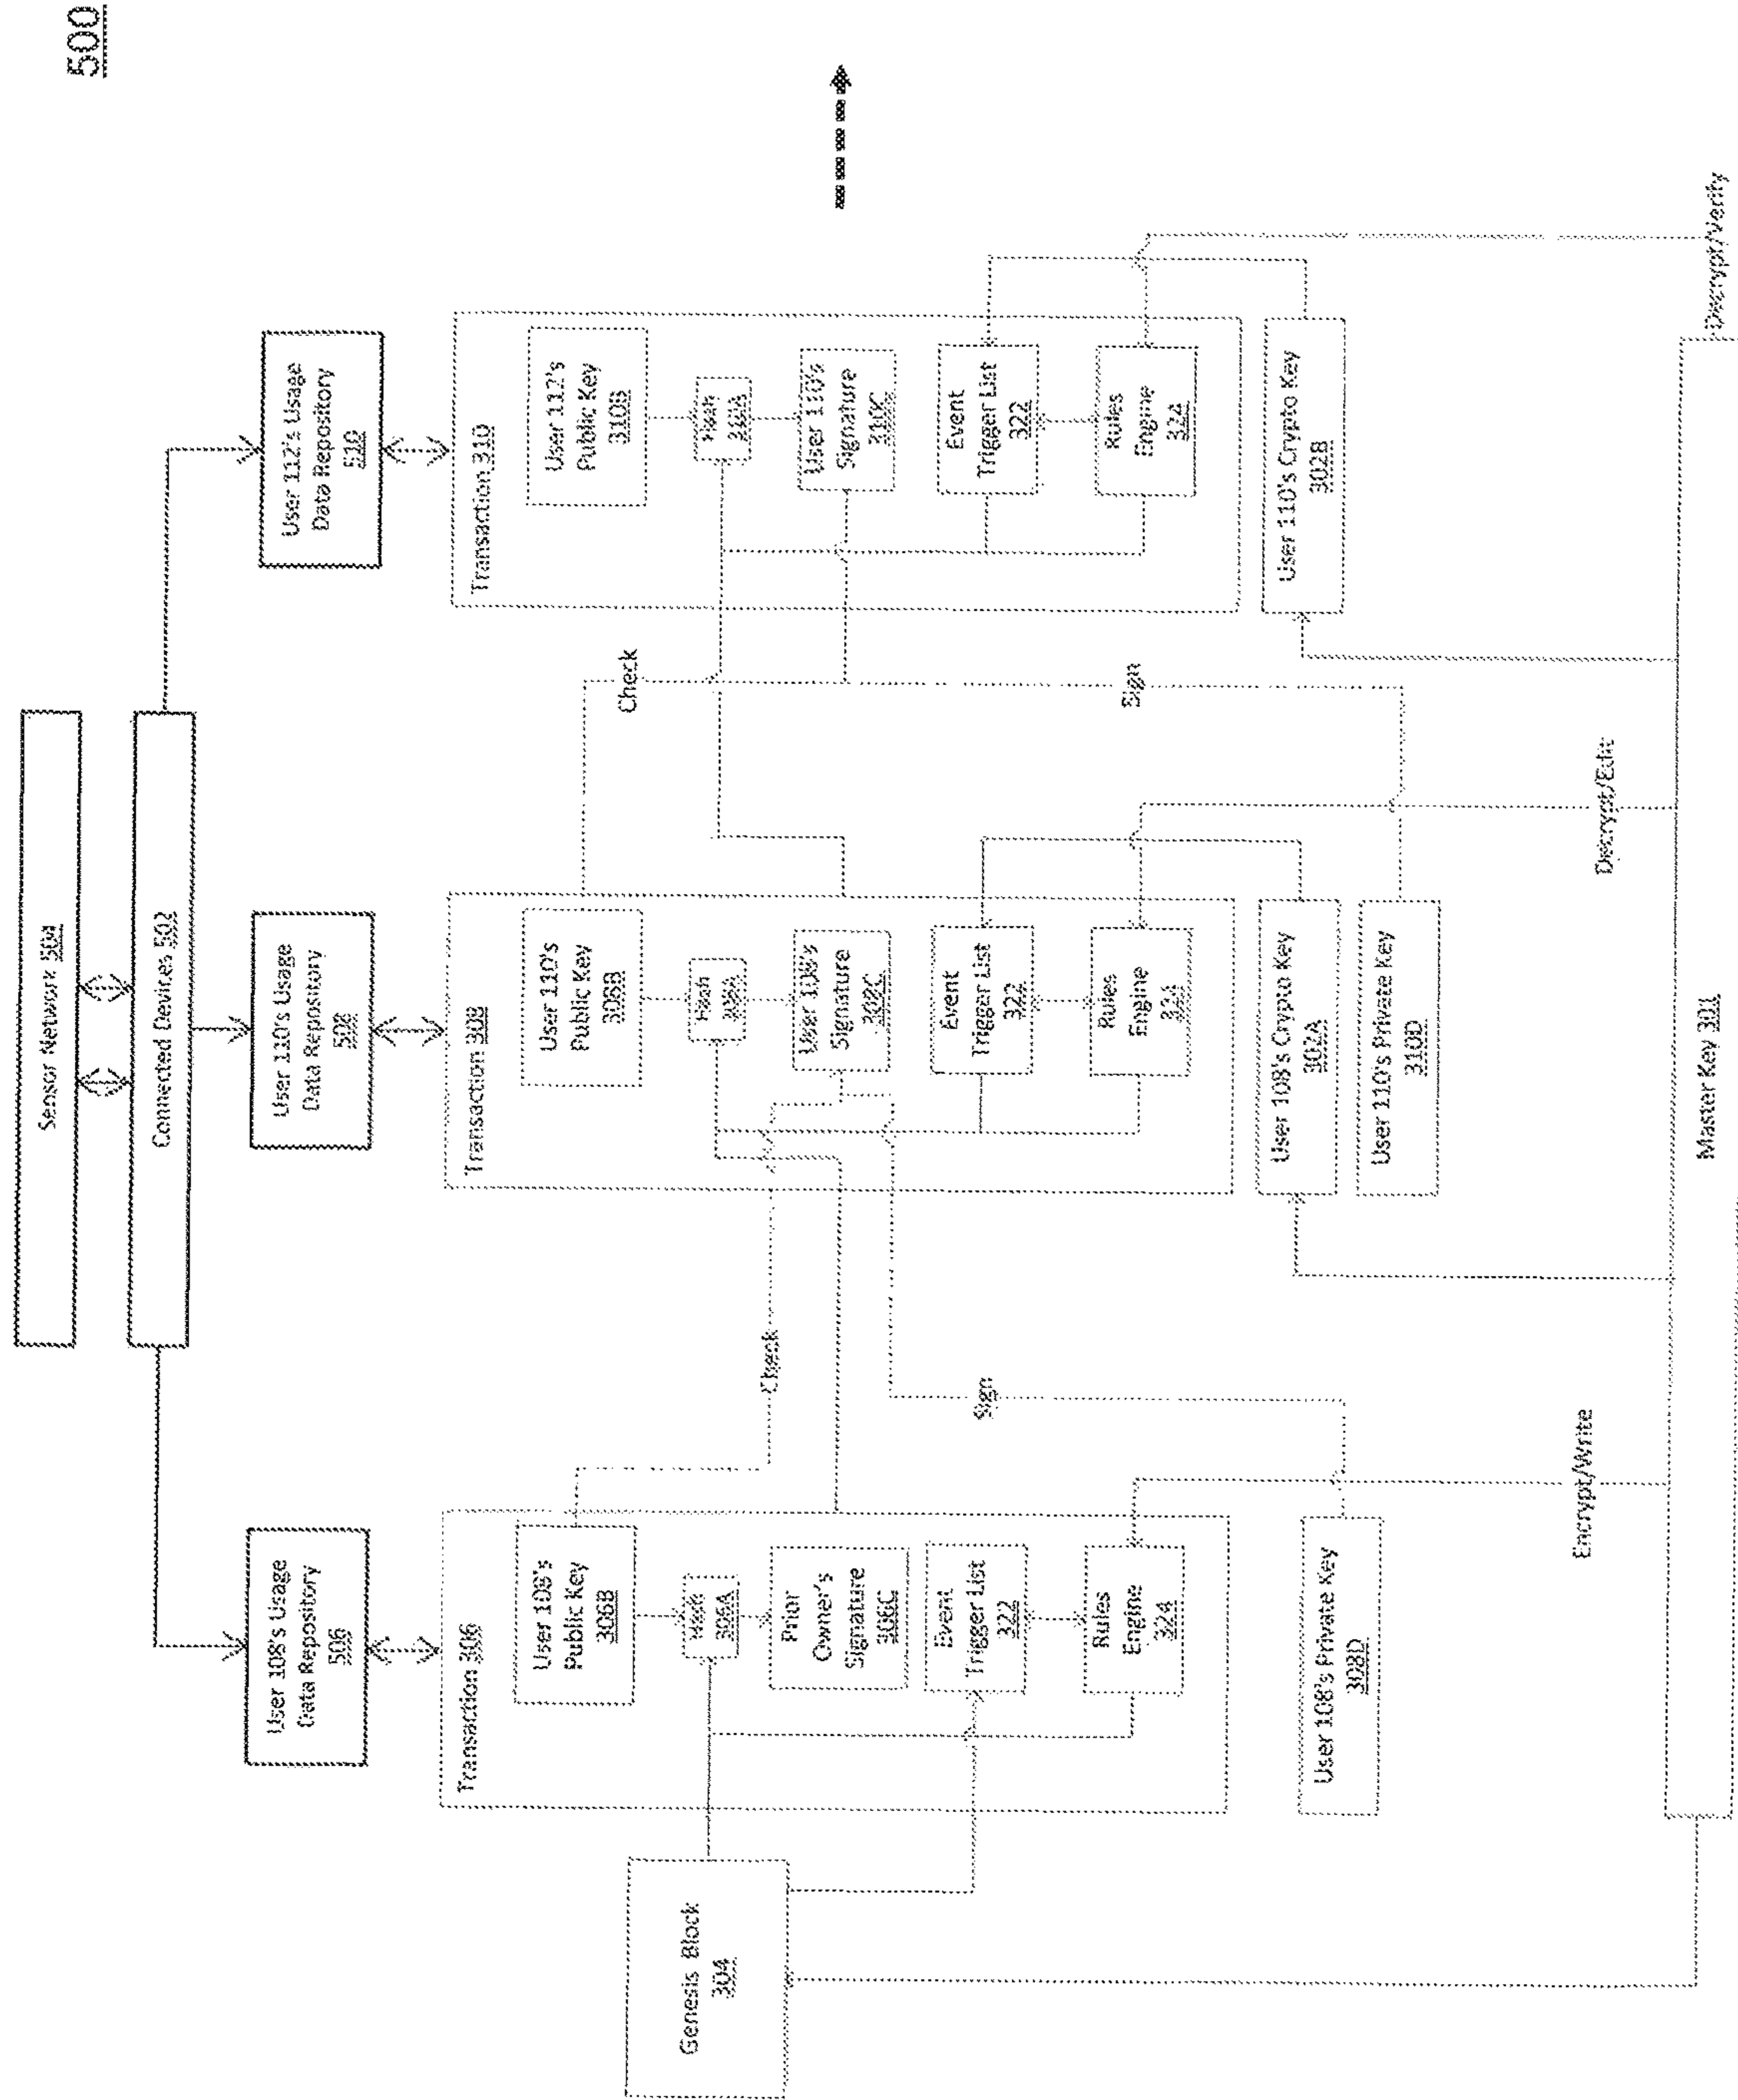 500
Sensor Network 504
Connected Devices 502
User 108's Usage
Data Repository
506
User 110's Usage
Data Repository
508
User 112's Usage
Data Repository
510
Genesis Block
304
Transaction 306
User 108's
Public Key
306B
Hash
306A
Prior
Owner's
Signature
306C
Event
Trigger List
322
Rules
Engine
324
User 108's Private Key
308D
Check
Sign
Encrypt/Write
Transaction 308
User 110's
Public Key
308B
Hash
308A
User 108's
Signature
308C
Event
Trigger List
322
Rules
Engine
324
User 108's Crypto Key
302A
User 110's Private Key
310D
Check
Sign
Decrypt/Edit
Transaction 310
User 112's
Public Key
310B
Hash
310A
User 110's
Signature
310C
Event
Trigger List
322
Rules
Engine
324
User 110's Crypto Key
302B
Decrypt/Verify
Master Key 301